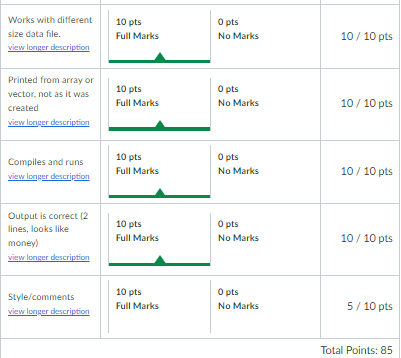 Works with different
size data file.
view longer description
10 pts
Full Marks
0 pts
No Marks
10 / 10 pts
Printed from array or
vector, not as it was
created
view longer description
10 pts
Full Marks
0 pts
No Marks
10 / 10 pts
Compiles and runs
view longer description
10 pts
Full Marks
0 pts
No Marks
10 / 10 pts
Output is correct (2
lines, looks like
money)
view longer description
10 pts
Full Marks
0 pts
No Marks
10 / 10 pts
Style/comments
view longer description
10 pts
Full Marks
0 pts
No Marks
5 / 10 pts
Total Points: 85